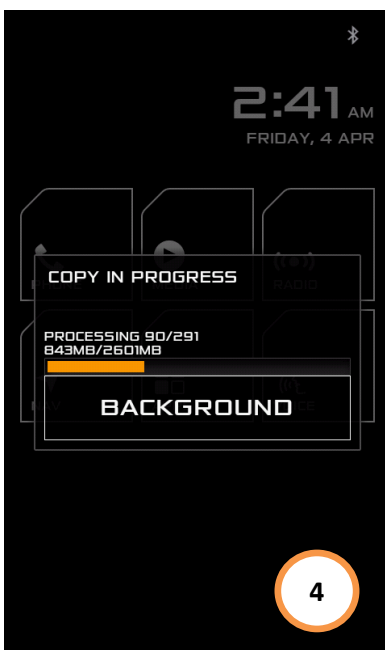 2:41 AM
FRIDAY, 4 APR
COPY IN PROGRESS
RADIO
PROCESSING 90/291
843MB/2601MB
BACKGROUND
4